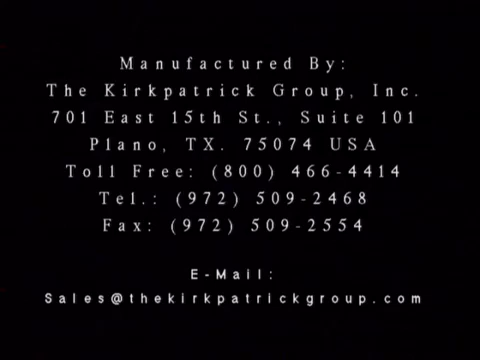 Manufactured By:
The Kirkpatrick Group, Inc.
701 East 15th St., Suite 101
Plano, TX. 75074 USA
Toll Free: (800) 466-4414
Tel.: (972) 509-2468
Fax: (972) 509-2554
E-Mail:
Sales@thekirkpatrickgroup.com